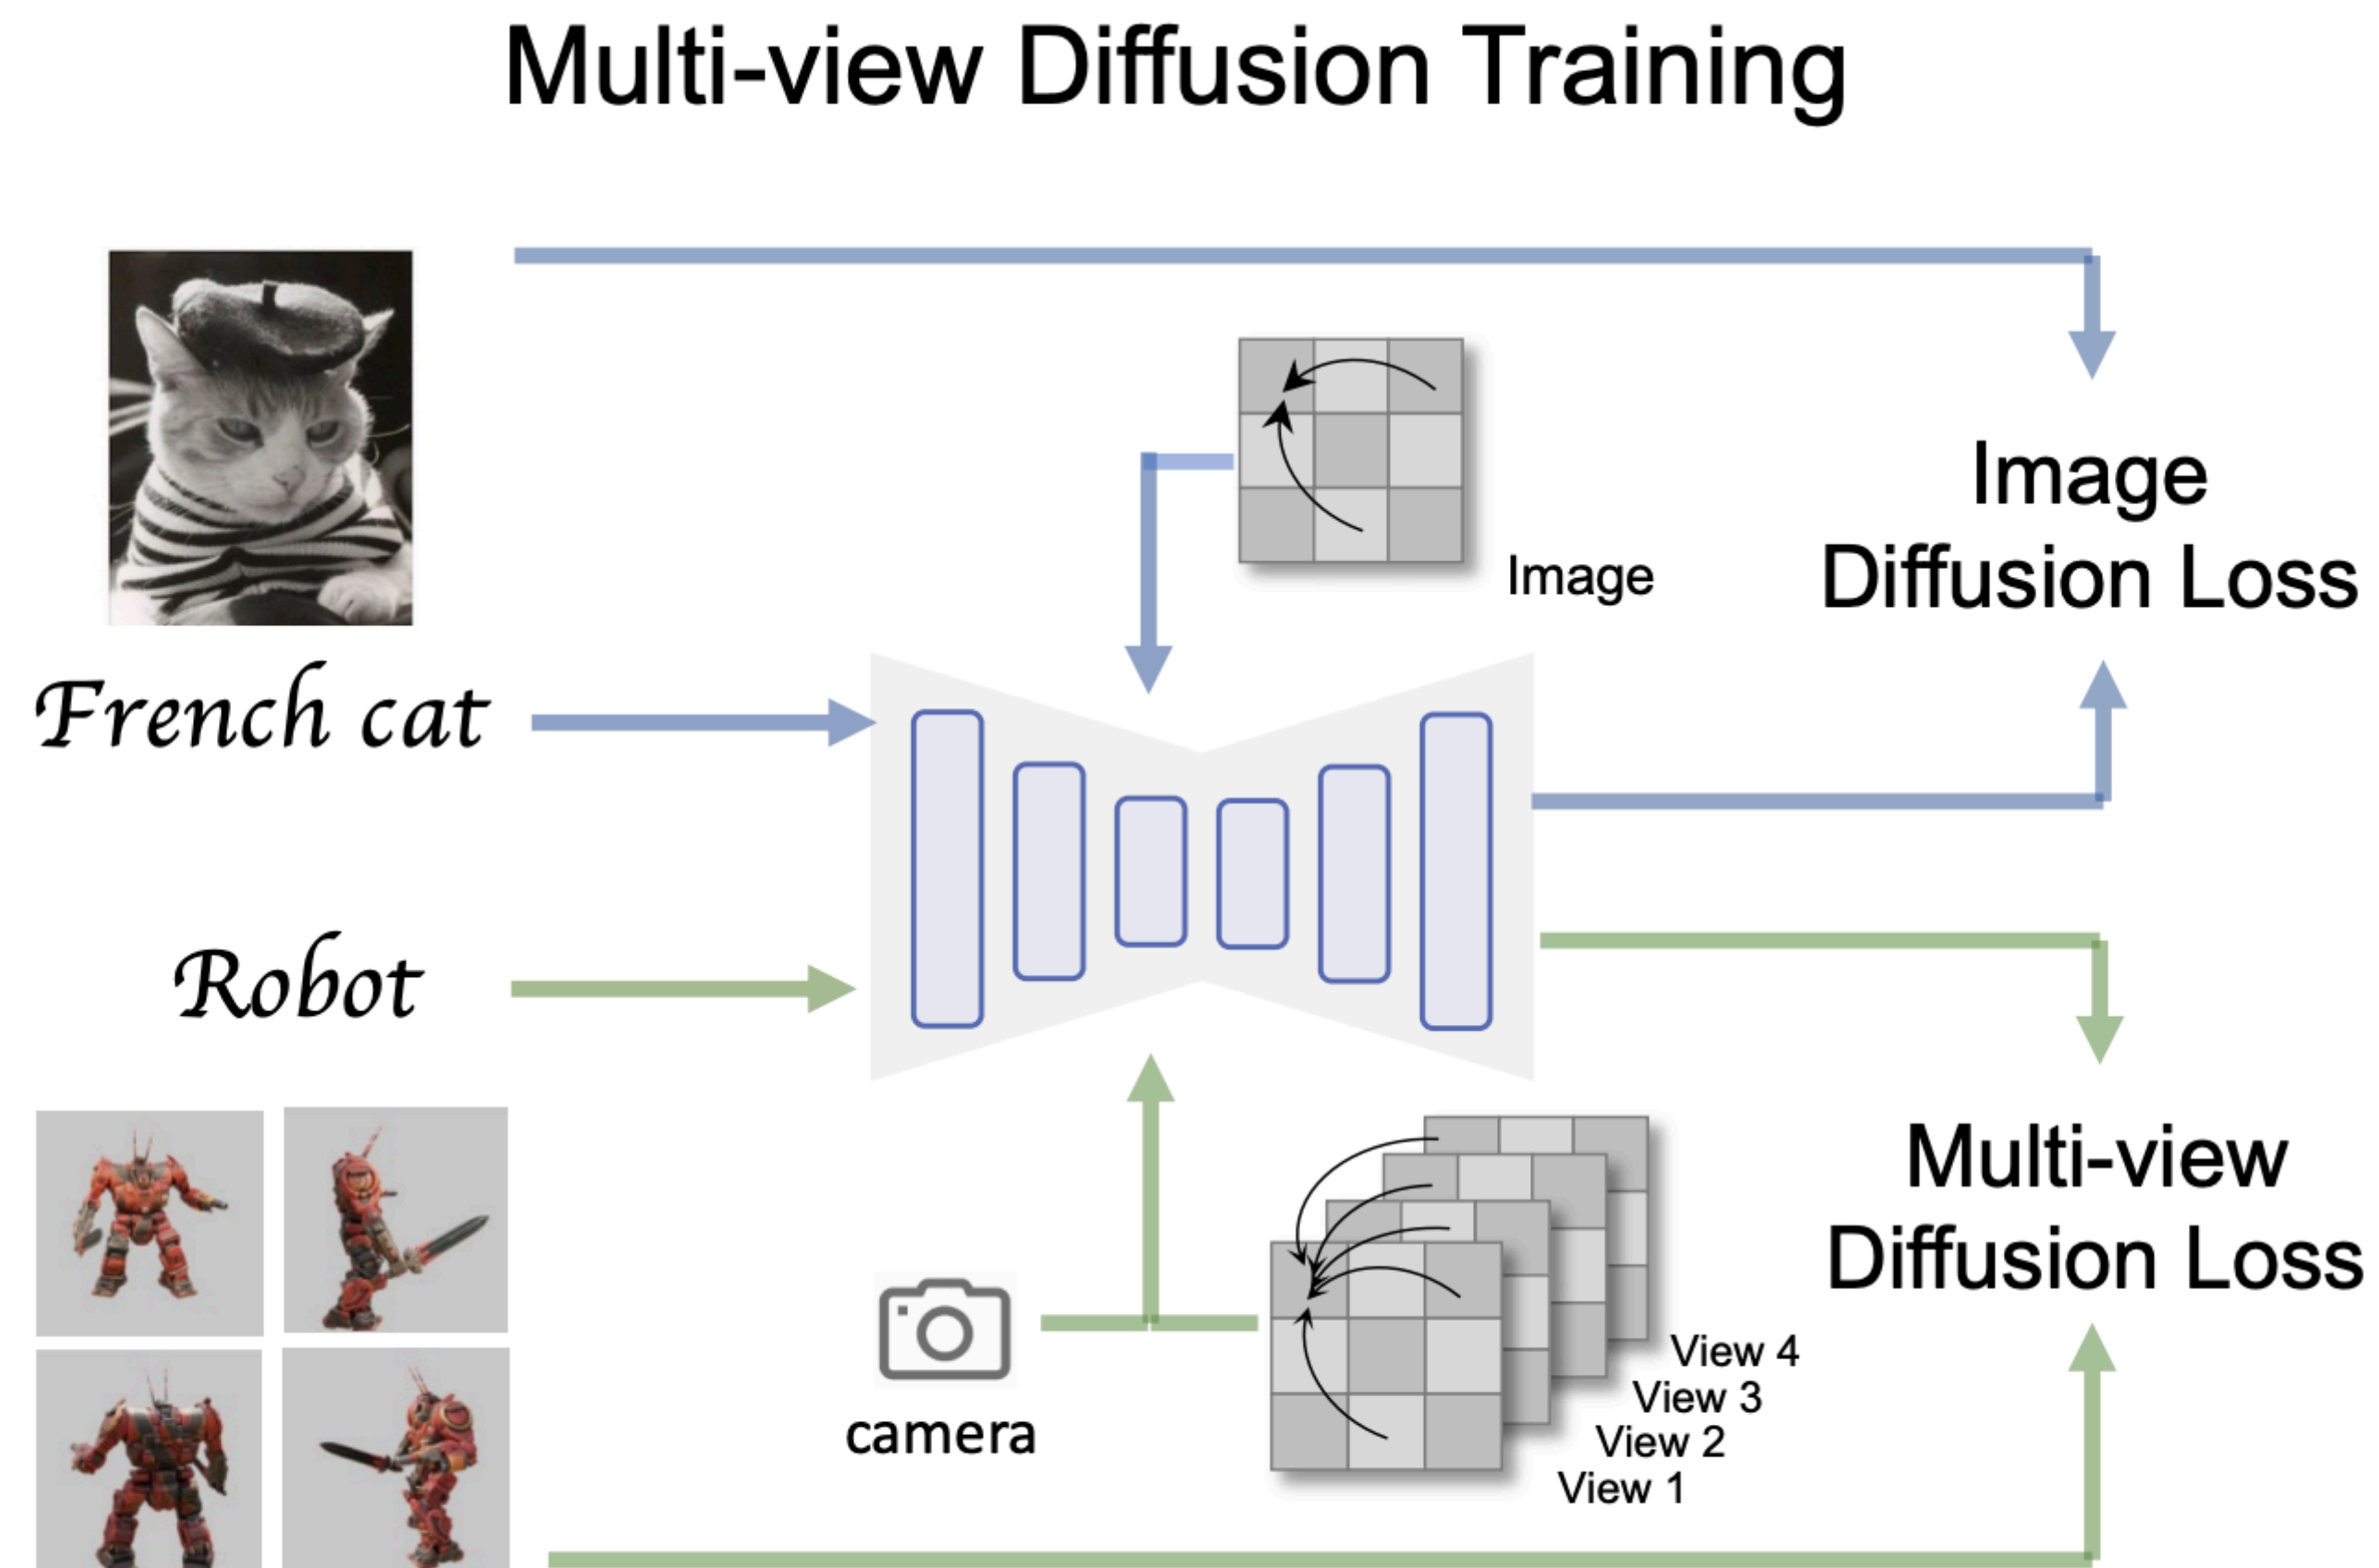 Multi-view Diffusion Training
Image
Image
Diffusion Loss
French cat
Robot
Multi-view
Diffusion Loss
View 4
View 3
View 2
View 1
camera